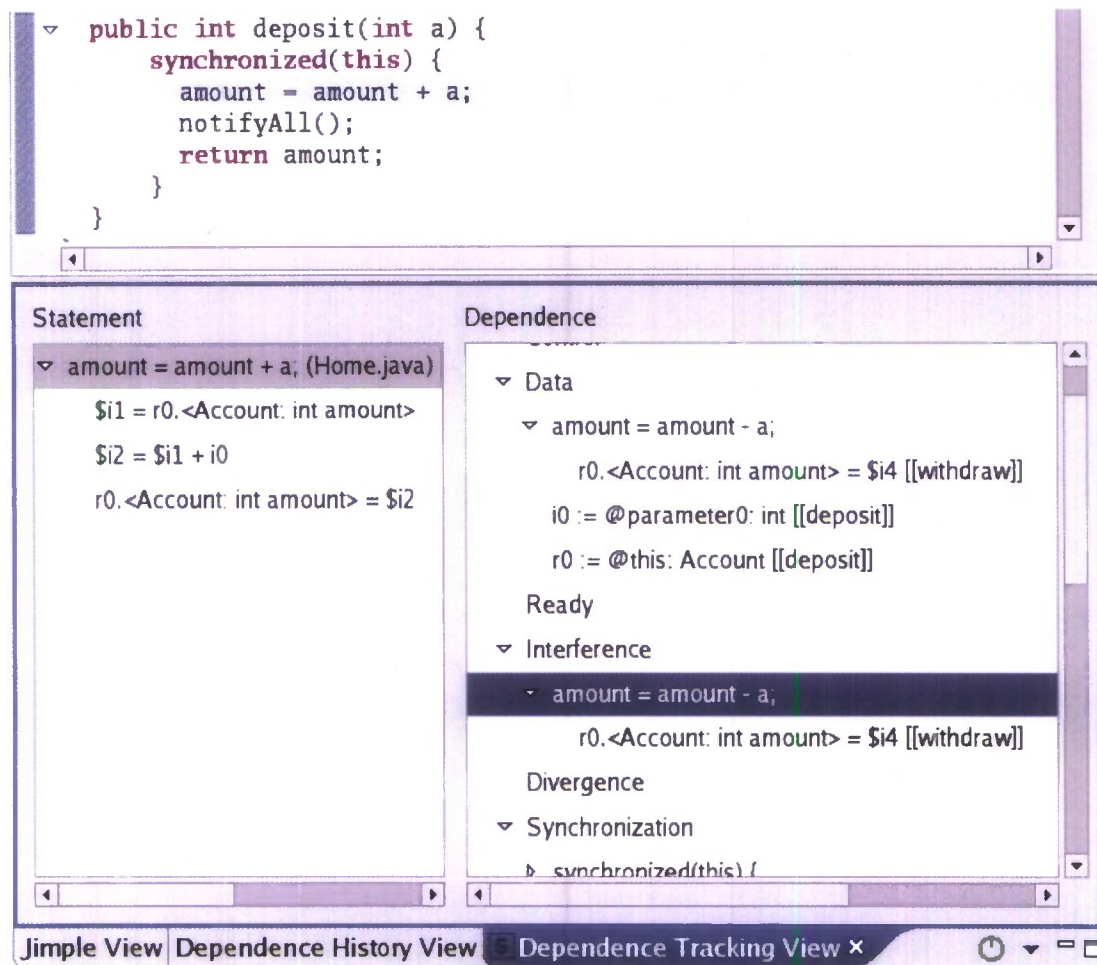 public int deposit(int a) {
synchronized(this) {
amount = amount + a;
notifyAll();
return amount;
}
}
Statement
amount = amount + a; (Home.java)
$i1 = r0.<Account: int amount>
$i2 = $i1 + i0
r0.<Account: int amount> = $i2
Dependence
Data
amount = amount - a;
r0.<Account: int amount> = $i4 [[withdraw]]
i0 := @parameter0: int [[deposit]]
r0 := @this: Account [[deposit]]
Ready
Interference
amount = amount - a;
r0.<Account: int amount> = $i4 [[withdraw]]
Divergence
Synchronization
synchronized(this) {
Jimple View Dependence History View S Dependence Tracking View